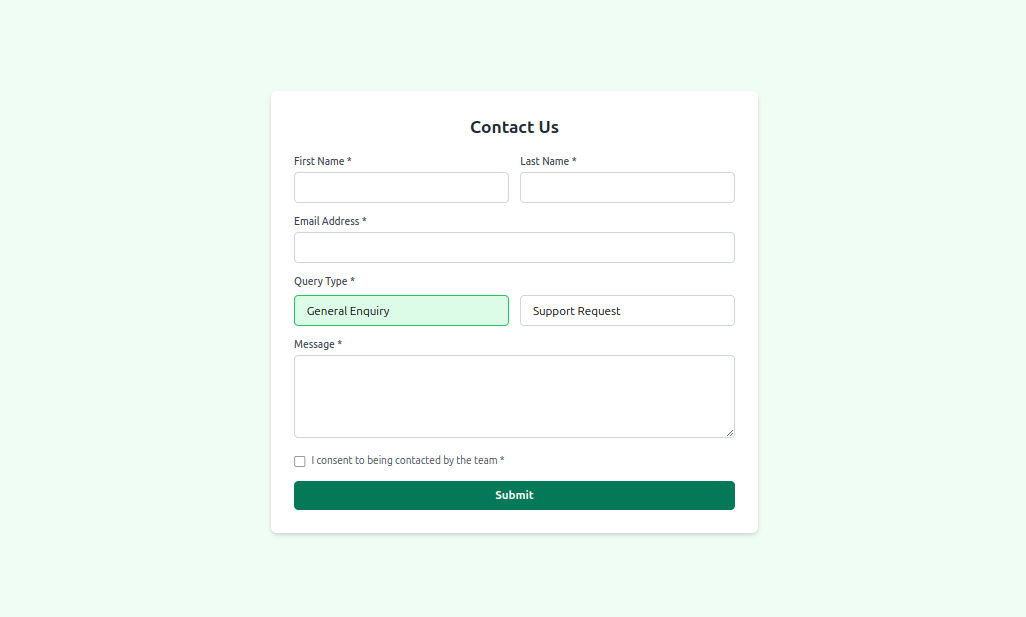 Contact Us
First Name * Last Name *
Email Address *
Query Type *
General Enquiry Support Request
Message *
I consent to being contacted by the team *
Submit